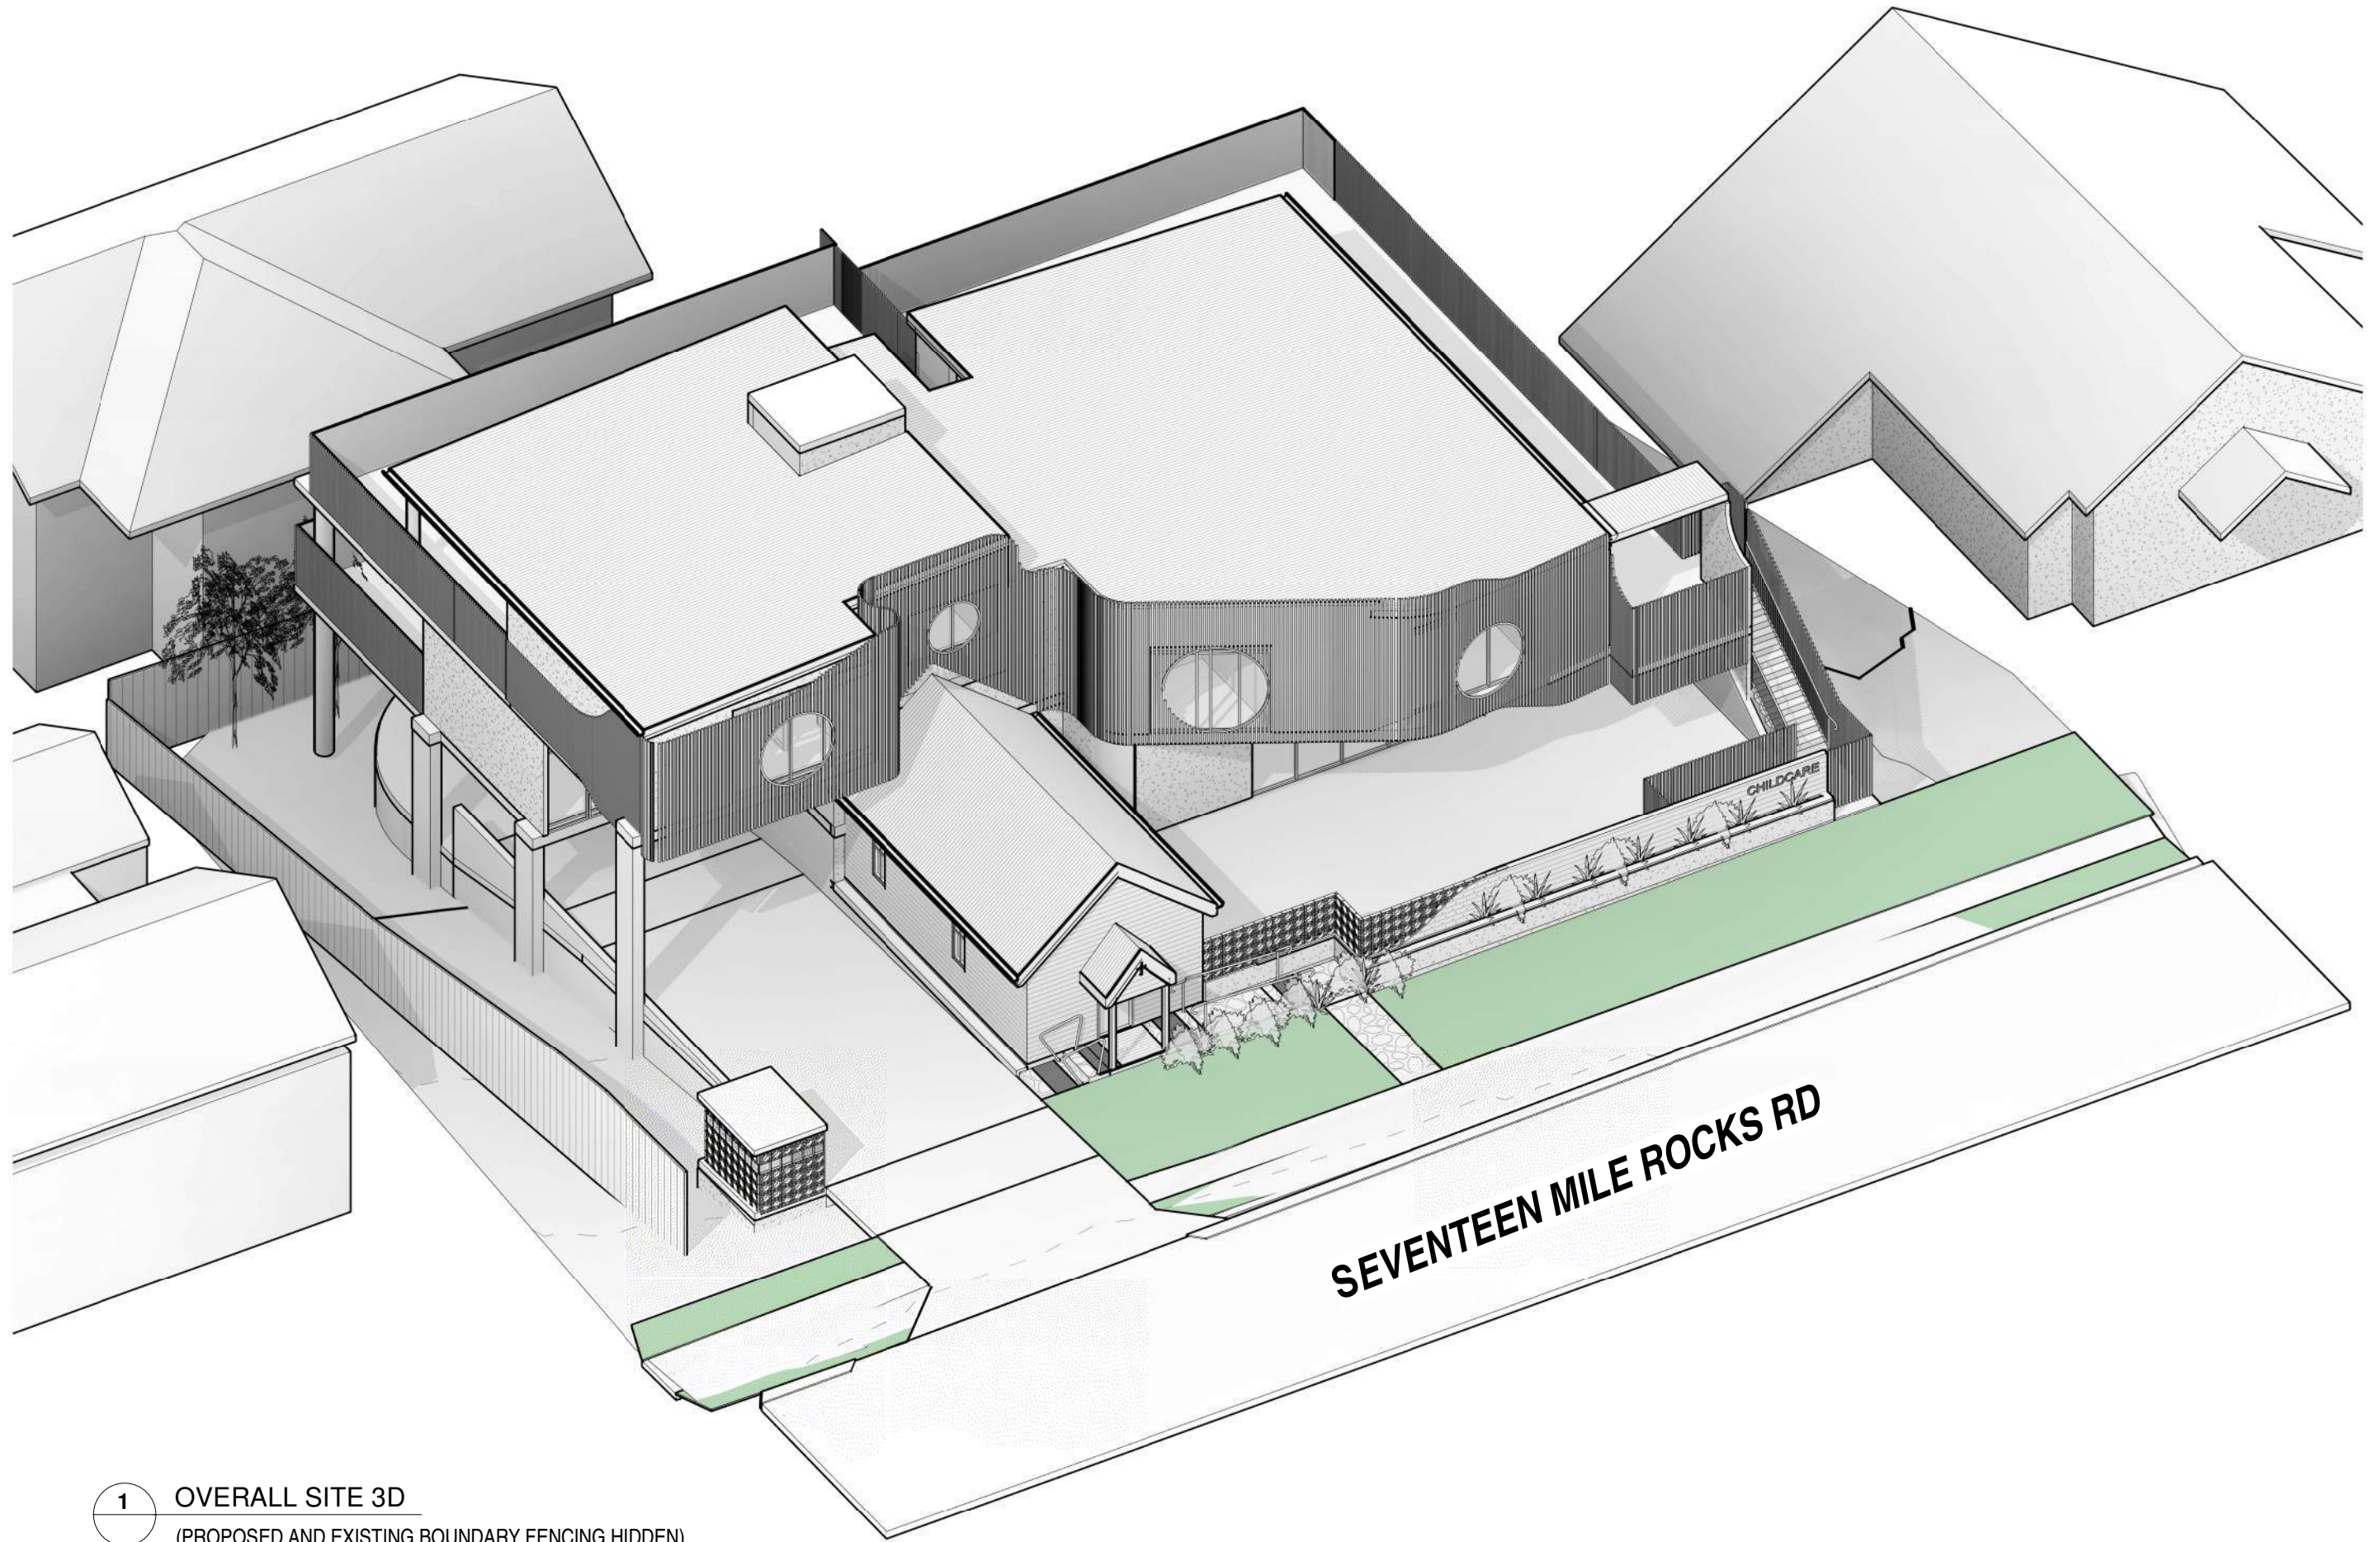 CHILDCARE
SEVENTEEN MILE ROCKS RD
1
OVERALL SITE 3D
(PROPOSED AND EXISTING BOUNDARY FENCING HIDDEN)